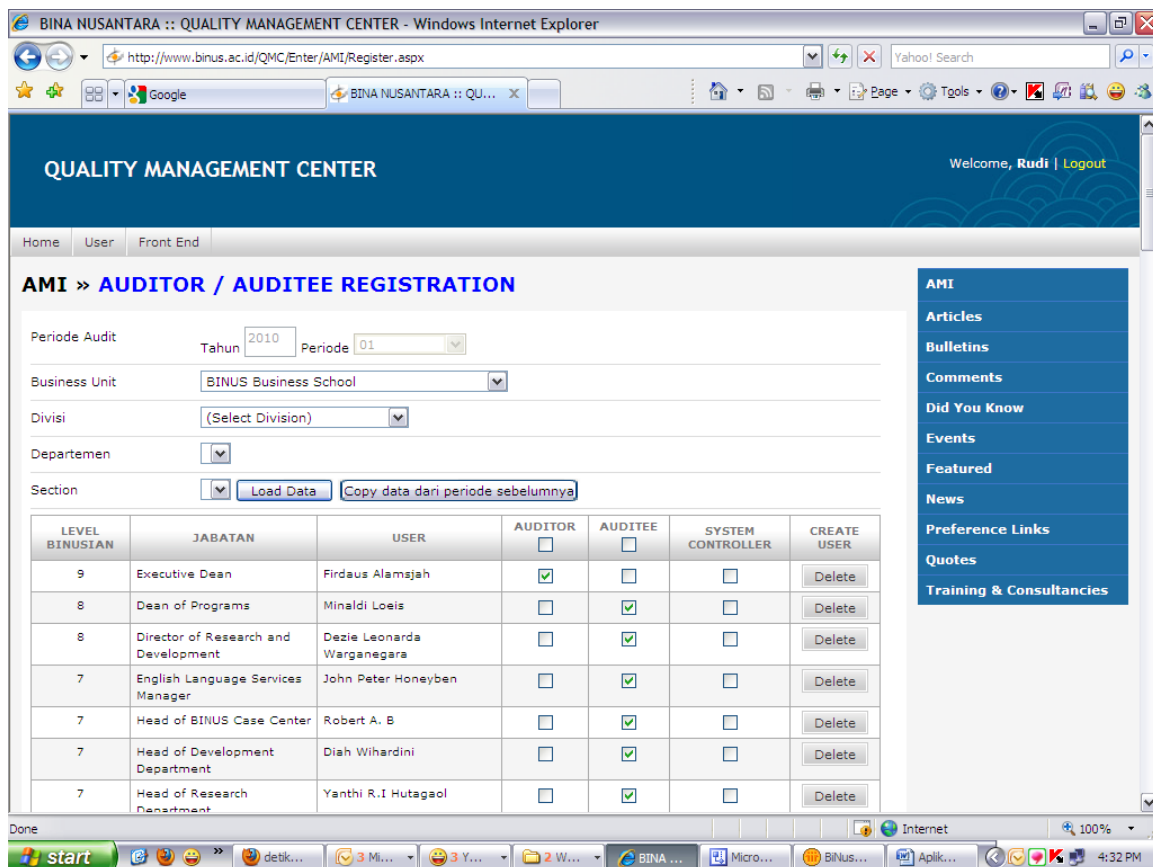 BINA NUSANTARA :: QUALITY MANAGEMENT CENTER - Windows Internet Explorer
http://www.binus.ac.id/QMC/Enter/AMI/Register.aspx
Yahoo! Search
Google
BINA NUSANTARA :: QU...
Page
Tools
QUALITY MANAGEMENT CENTER
Welcome, Rudi | Logout
Home User Front End
AMI » AUDITOR / AUDITEE REGISTRATION
Periode Audit Tahun 2010 Periode 01
Business Unit BINUS Business School
Divisi (Select Division)
Departemen
Section Load Data Copy data dari periode sebelumnya
LEVEL BINUSIAN JABATAN USER AUDITOR AUDITEE SYSTEM CONTROLLER CREATE USER
9 Executive Dean Firdaus Alamsjah Delete
8 Dean of Programs Minaldi Loeis Delete
8 Director of Research and Development Dezie Leonarda Warganegara Delete
7 English Language Services Manager John Peter Honeyben Delete
7 Head of BINUS Case Center Robert A. B Delete
7 Head of Development Department Diah Wihardini Delete
7 Head of Research Department Yanthi R.I Hutagaol Delete
AMI
Articles
Bulletins
Comments
Did You Know
Events
Featured
News
Preference Links
Quotes
Training & Consultancies
Done Internet 100%
start detik... 3 Mi... 3 Y... 2 W... BINA ... Micro... BiNus... Aplik... 4:32 PM